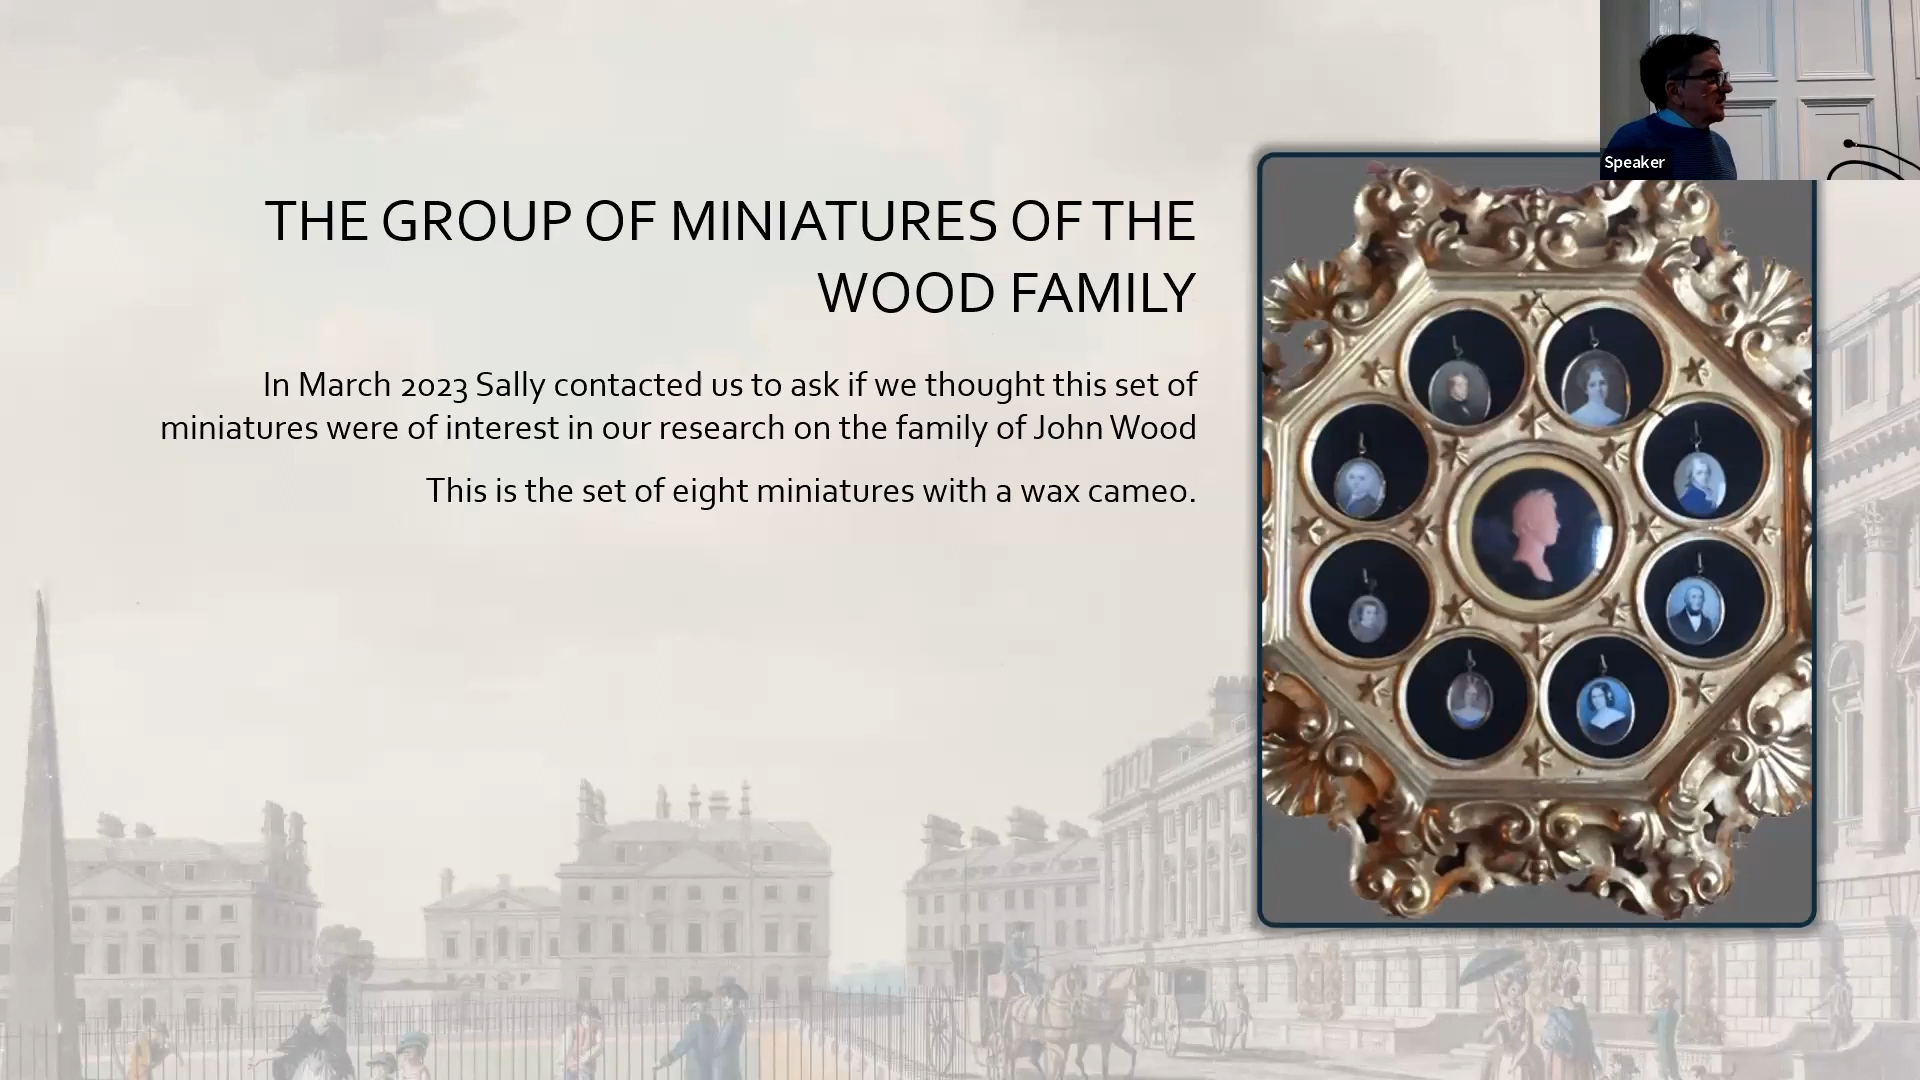 THE GROUP OF MINIATURES OF THE
WOOD FAMILY
In March 2023 Sally contacted us to ask if we thought this set of
miniatures were of interest in our research on the family of John Wood
This is the set of eight miniatures with a wax cameo.
Speaker